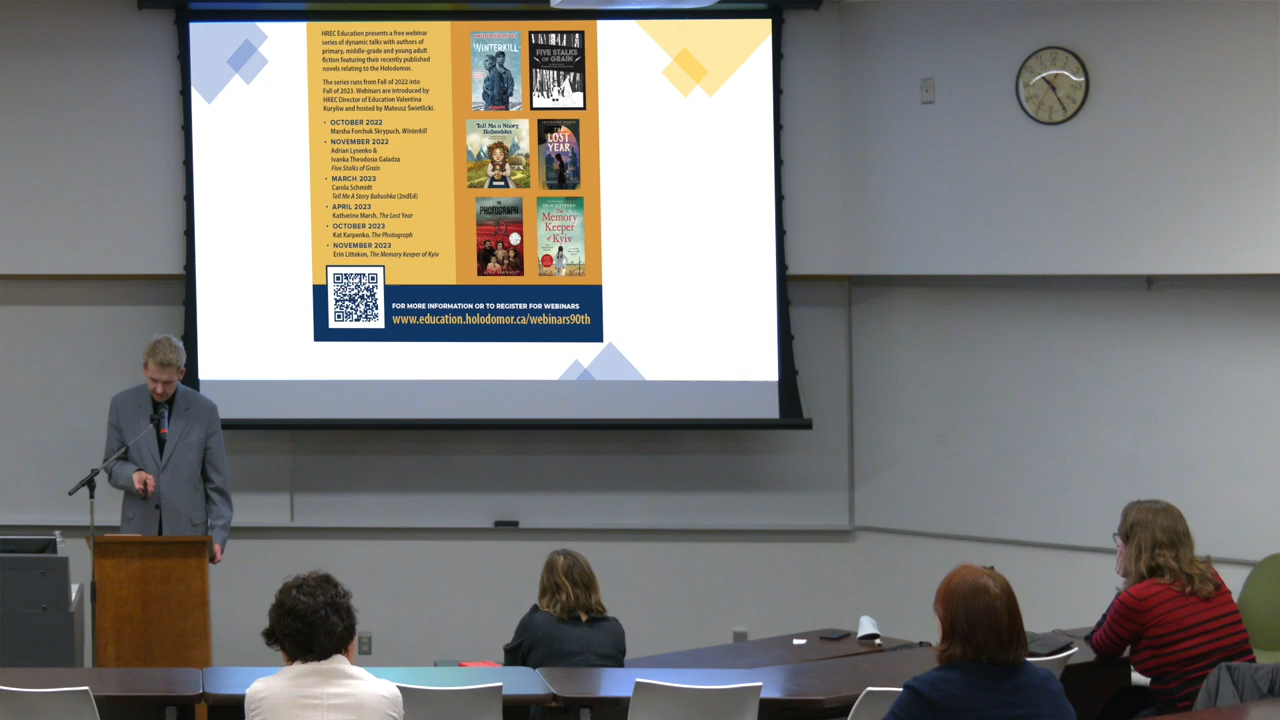 HREC Education presents a free webinar
series of dynamic talks with authors of
primary, middle-grade and young adult
fiction featuring their recently published
novels relating to the Holodomor.
The series runs from Fall of 2022 into
Fall of 2023. Webinars are introduced by
HREC Director of Education Valentina
Kuryliw and hosted by Mateusz Świetlicki.
• OCTOBER 2022
Marsha Forchuk Skrypuch, Winterkill
• NOVEMBER 2022
Adrian Lysenko &
Ivanka Theodosia Galadza
Five Stalks of Grain
• MARCH 2023
Carola Schmidt
Tell Me A Story Babushka (2ndEd)
• APRIL 2023
Katherine Marsh, The Lost Year
• OCTOBER 2023
Kat Karpenko, The Photograph
• NOVEMBER 2023
Erin Litteken, The Memory Keeper of Kyiv
WINTERKILL
FIVE STALKS
OF GRAIN
Tell Me a Story
Babushka
THE
LOST
YEAR
THE
PHOTOGRAPH
ERIN LITTEKEN
The
Memory
Keeper
of Kyiv
FOR MORE INFORMATION OR TO REGISTER FOR WEBINARS
www.education.holodomor.ca/webinars90th